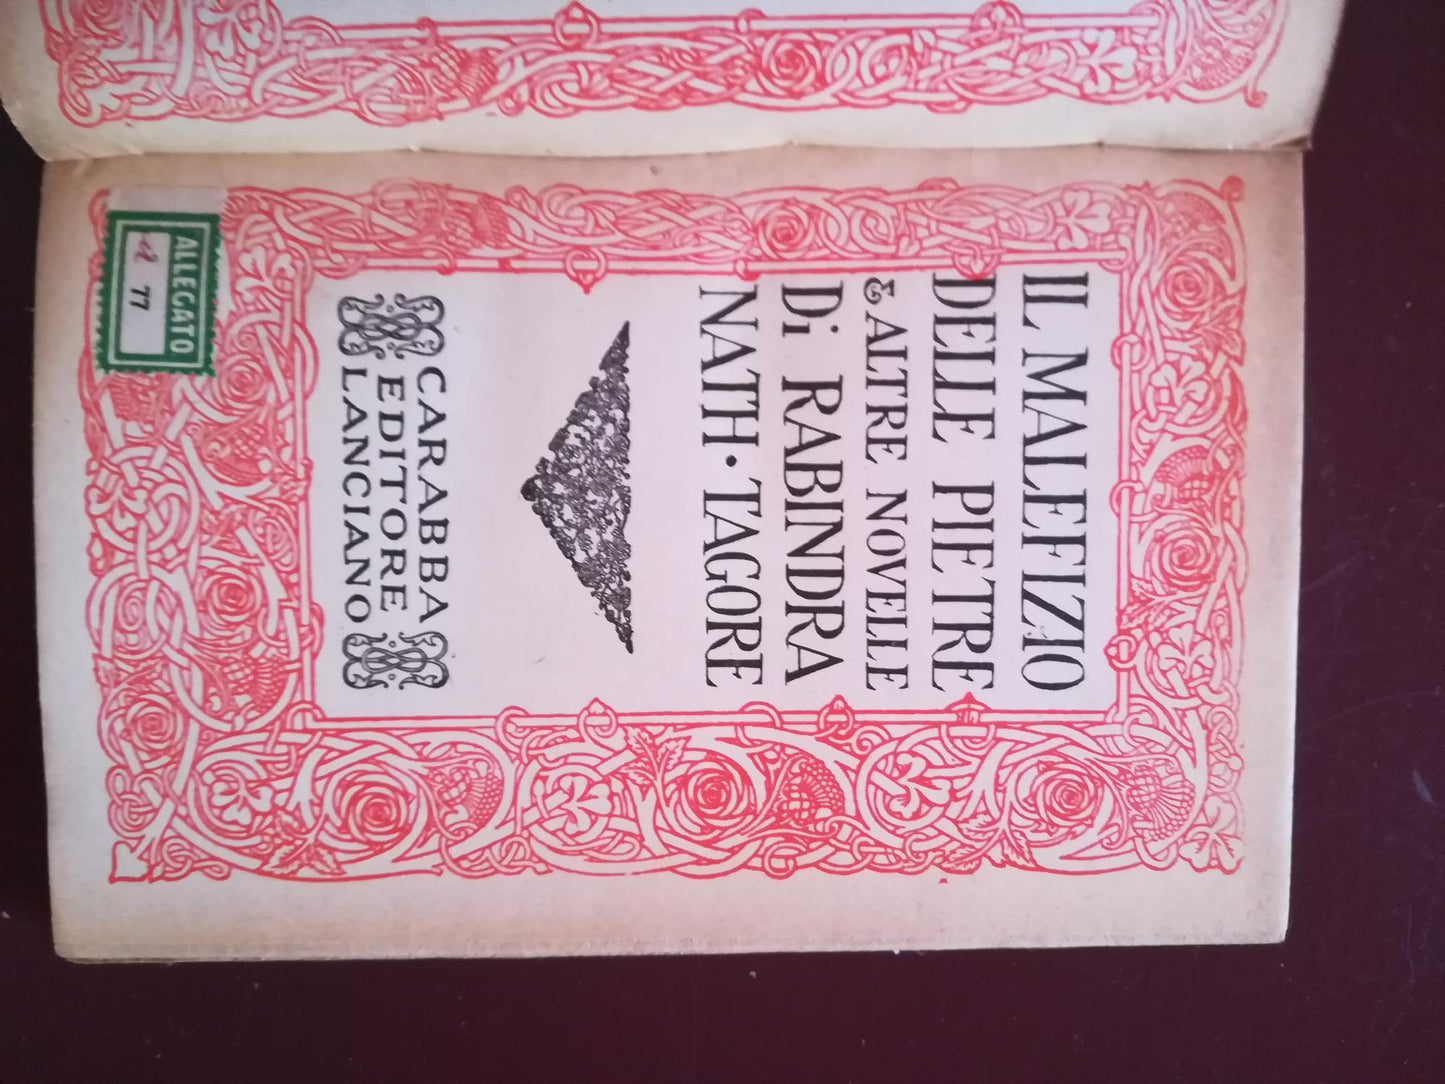 IL MALEFIZIO
DELLE PIETRE
& ALTRE NOVELLE
Di RABINDRA
NATH · TAGORE
CARABBA
EDITORE
LANCIANO
ALLEGATO
77